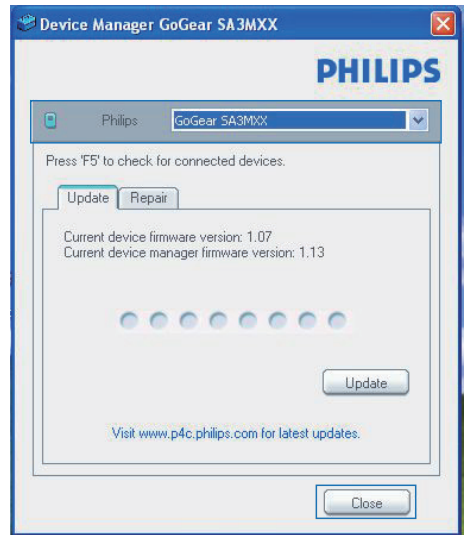 Device Manager GoGear SA3MXX
PHILIPS
Philips GoGear SA3MXX
Press 'F5' to check for connected devices.
Update Repair
Current device firmware version: 1.07
Current device manager firmware version: 1.13
Update
Visit www.p4c.philips.com for latest updates.
Close